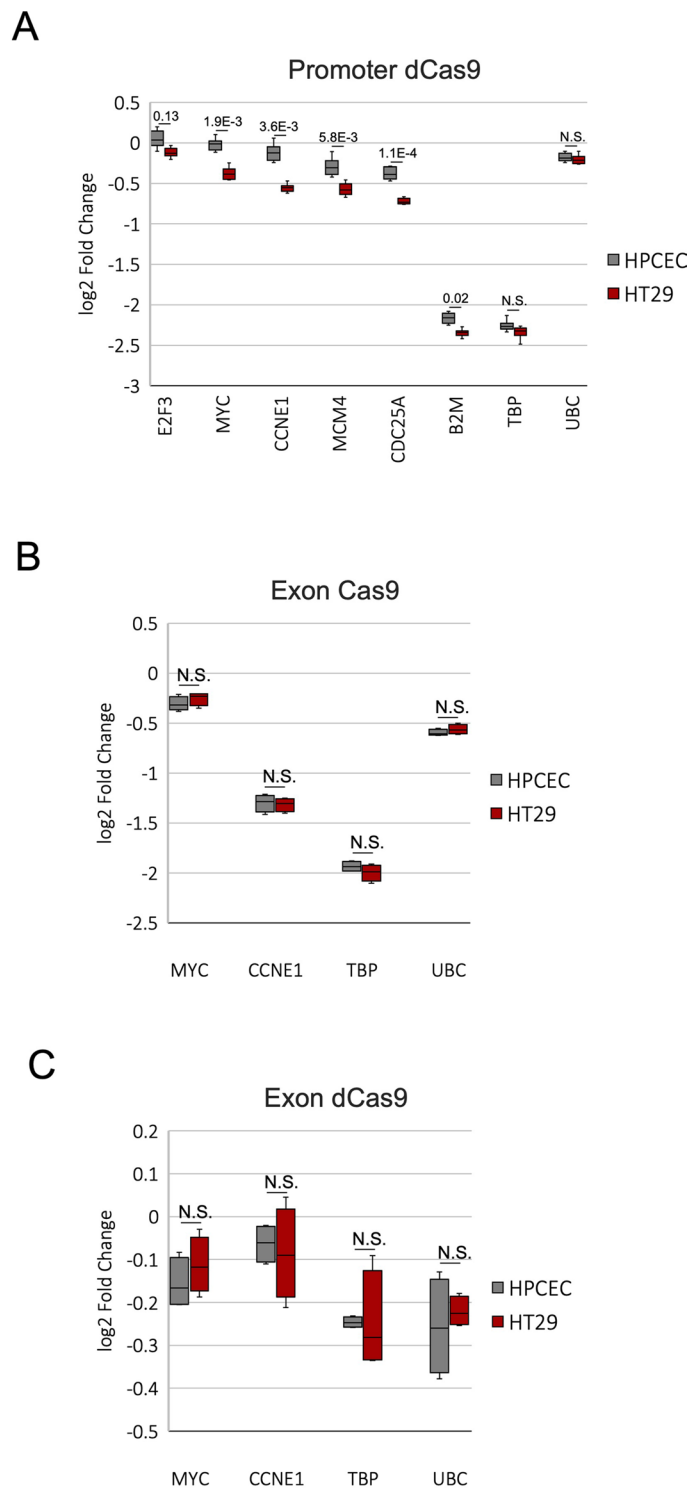 A
Promoter dCas9
0.5
0
-0.5
-1
-1.5
-2
-2.5
-3
log2 Fold Change
0.13
1.9E-3
3.6E-3
5.8E-3
1.1E-4
0.02
N.S.
N.S.
E2F3
MYC
CCNE1
MCM4
CDC25A
B2M
TBP
UBC
HPCEC
HT29
B
Exon Cas9
0.5
0
-0.5
-1
-1.5
-2
-2.5
log2 Fold Change
N.S.
N.S.
N.S.
N.S.
MYC CCNE1 TBP UBC
HPCEC
HT29
C
Exon dCas9
0.2
0.1
0
-0.1
-0.2
-0.3
-0.4
-0.5
log2 Fold Change
N.S.
N.S.
N.S.
N.S.
MYC CCNE1 TBP UBC
HPCEC
HT29